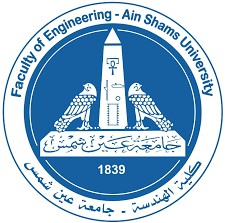 Faculty of Engineering - Ain Shams University
جامعة عين شمس
1839
كلية الهندسة - جامعة عين شمس